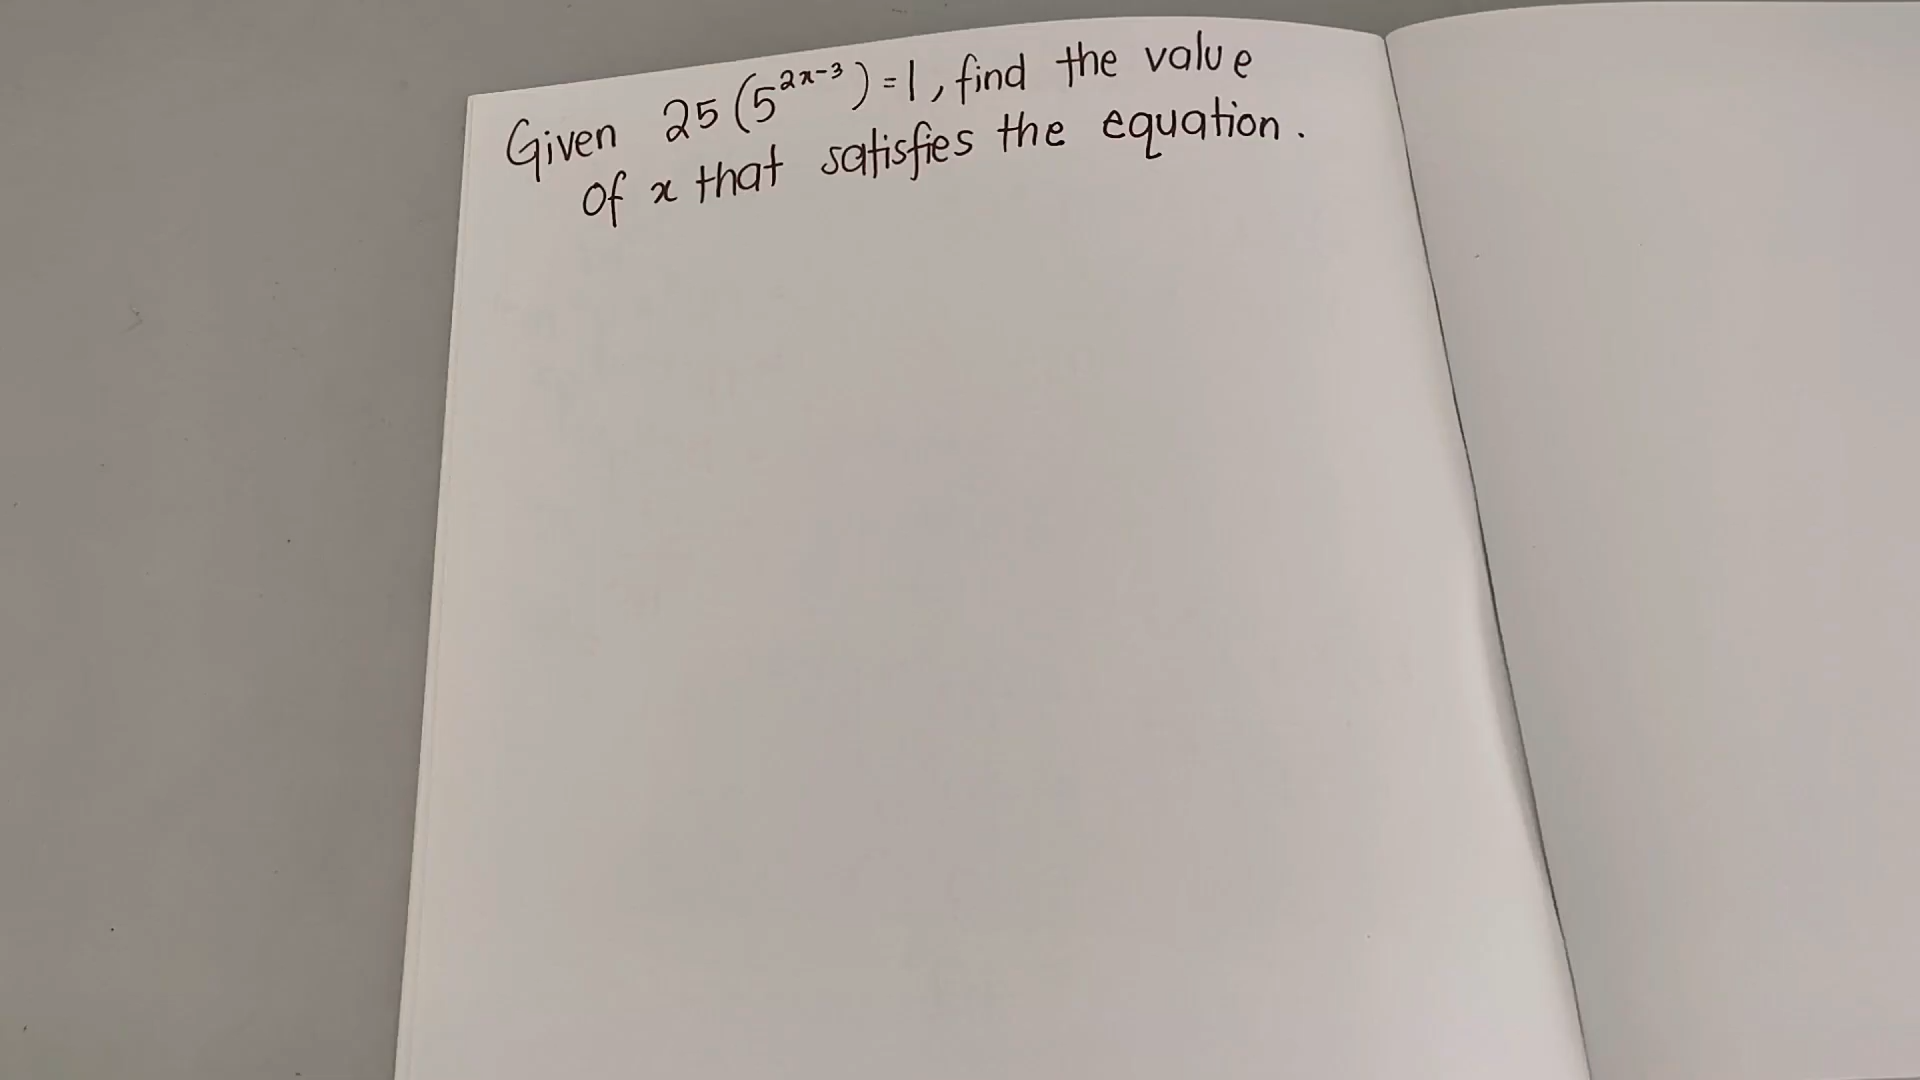 Given 25(5^{2x-3})=1, find the value
of x that satisfies the equation.